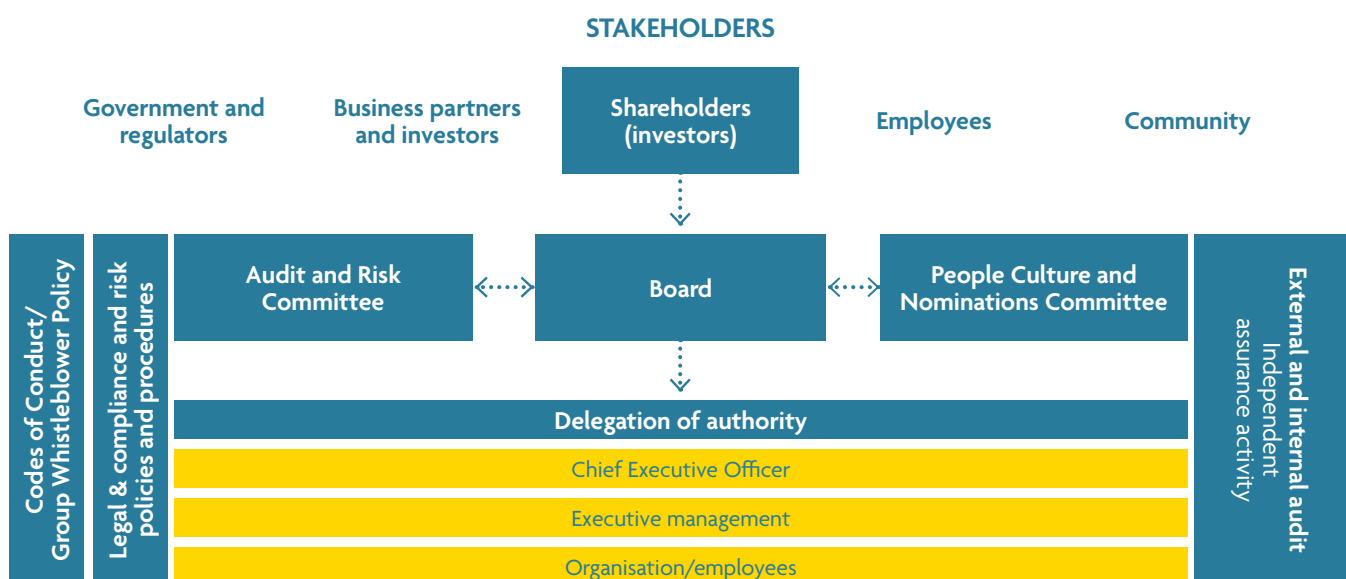 STAKEHOLDERS
Government and
regulators
Business partners
and investors
Shareholders
(investors)
Employees
Community
Codes of Conduct/
Group Whistleblower Policy
Legal & compliance and risk
policies and procedures
Audit and Risk
Committee
Board
People Culture and
Nominations Committee
External and internal audit
Independent
assurance activity
Delegation of authority
Chief Executive Officer
Executive management
Organisation/employees